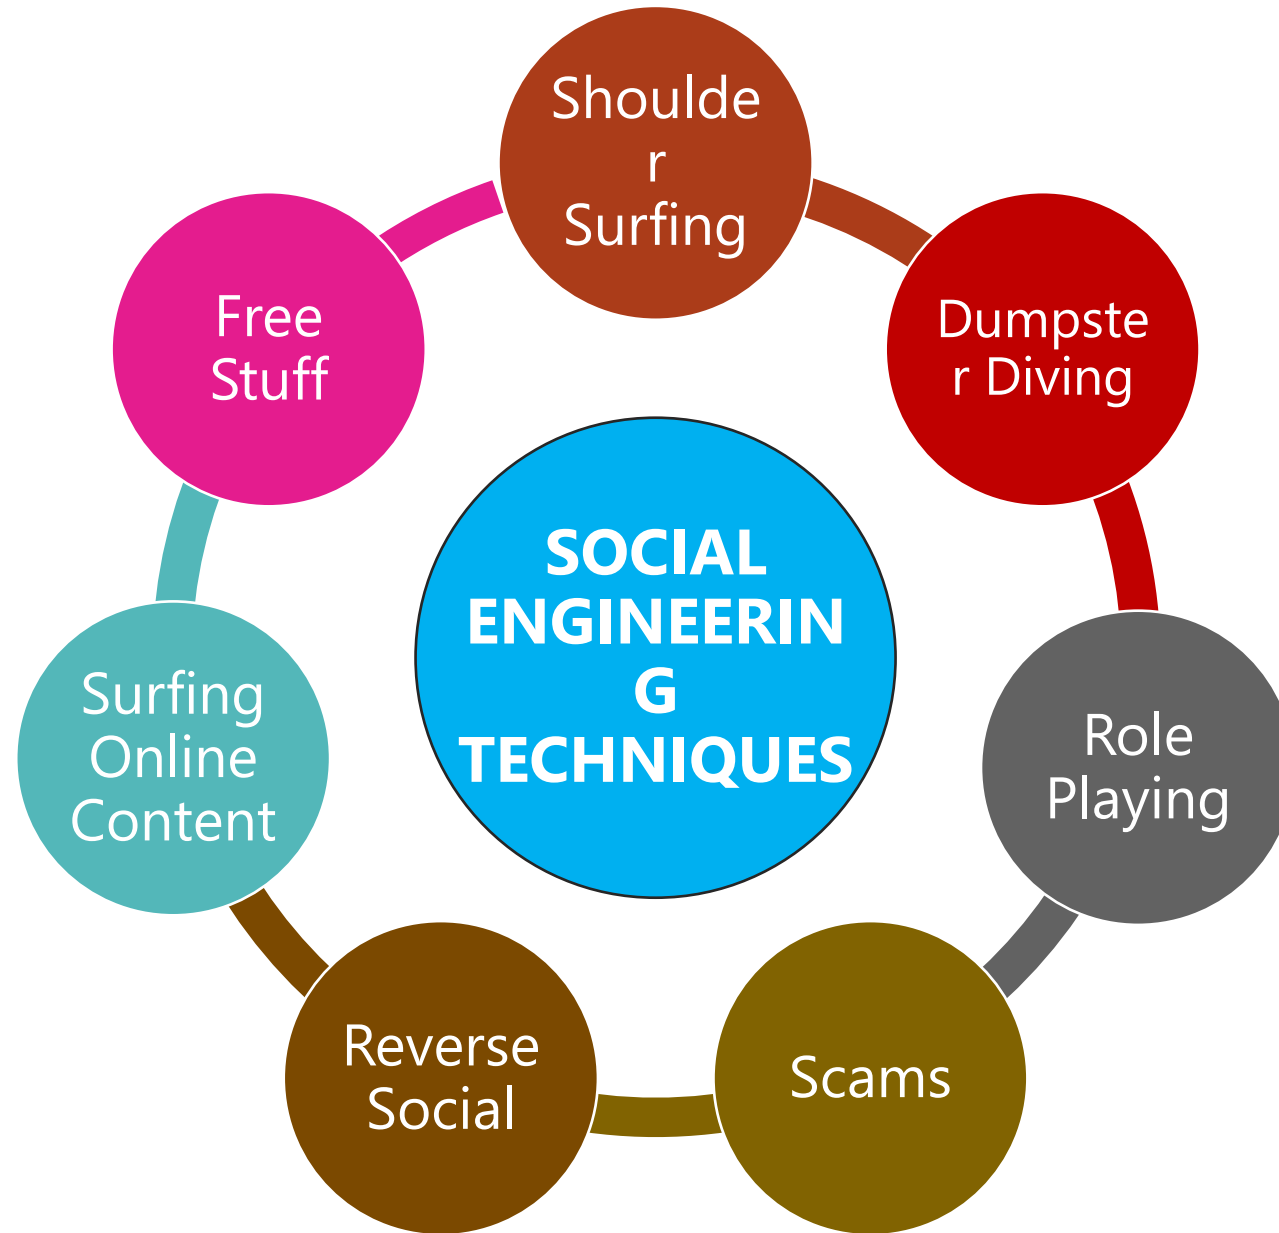 Shoulde
r
Surfing
Dumpste
r Diving
Role
Playing
Scams
Reverse
Social
Surfing
Online
Content
Free
Stuff
SOCIAL
ENGINEERIN
G
TECHNIQUES